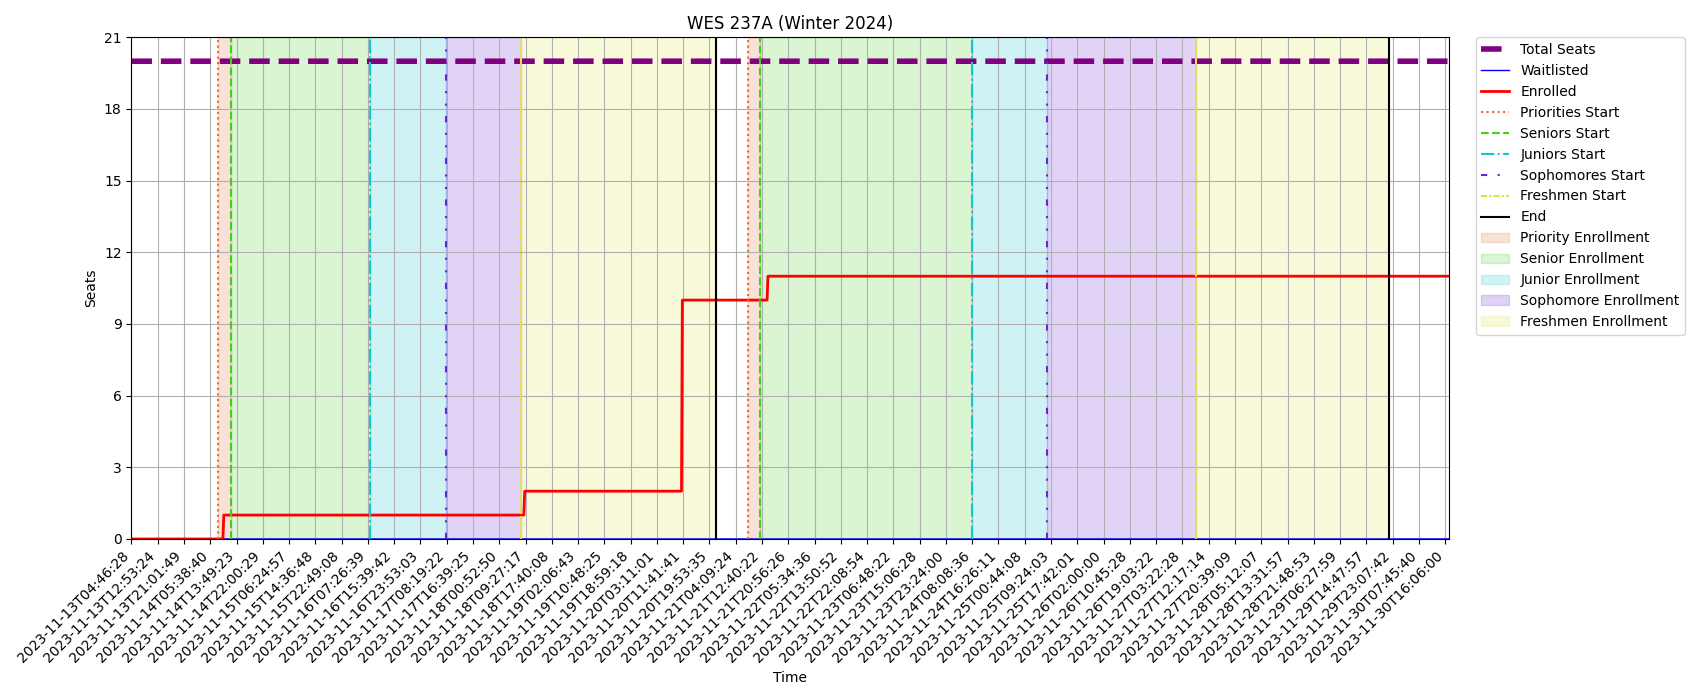 WES 237A (Winter 2024)
21
18
15
12
9
6
3
0
Seats
2023-11-13T04:46:28
2023-11-13T12:53:24
2023-11-13T21:01:49
2023-11-14T05:38:40
2023-11-14T13:49:23
2023-11-14T22:00:29
2023-11-15T06:24:57
2023-11-15T14:36:48
2023-11-15T22:49:08
2023-11-16T07:26:39
2023-11-16T15:39:42
2023-11-16T23:53:03
2023-11-17T08:19:22
2023-11-17T16:39:25
2023-11-18T00:52:50
2023-11-18T09:27:17
2023-11-18T17:40:08
2023-11-19T02:06:43
2023-11-19T10:48:25
2023-11-19T18:59:18
2023-11-20T03:11:01
2023-11-20T11:41:41
2023-11-20T19:53:35
2023-11-21T04:09:24
2023-11-21T12:40:22
2023-11-21T20:56:26
2023-11-22T05:34:36
2023-11-22T13:50:52
2023-11-22T22:08:54
2023-11-23T06:48:22
2023-11-23T15:06:28
2023-11-23T23:24:00
2023-11-24T08:08:36
2023-11-24T16:26:11
2023-11-25T00:44:08
2023-11-25T09:24:03
2023-11-25T17:42:01
2023-11-26T02:00:00
2023-11-26T10:45:28
2023-11-26T19:03:22
2023-11-27T03:22:28
2023-11-27T12:17:14
2023-11-27T20:39:09
2023-11-28T05:12:07
2023-11-28T13:31:57
2023-11-28T21:48:53
2023-11-29T06:27:59
2023-11-29T14:47:57
2023-11-29T23:07:42
2023-11-30T07:45:40
2023-11-30T16:06:00
Time
Total Seats
Waitlisted
Enrolled
Priorities Start
Seniors Start
Juniors Start
Sophomores Start
Freshmen Start
End
Priority Enrollment
Senior Enrollment
Junior Enrollment
Sophomore Enrollment
Freshmen Enrollment